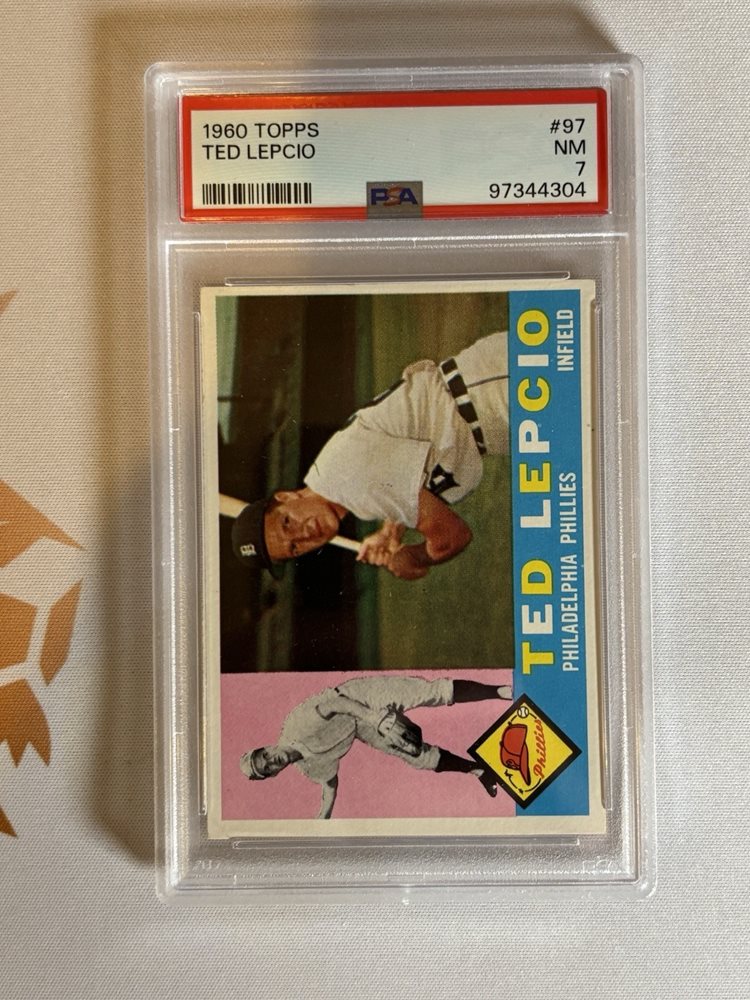 1960 TOPPS
#97
TED LEPCIO
NM
7
PSA
97344304
TED LEPCIO
PHILADELPHIA PHILLIES
INFIELD
Phillies